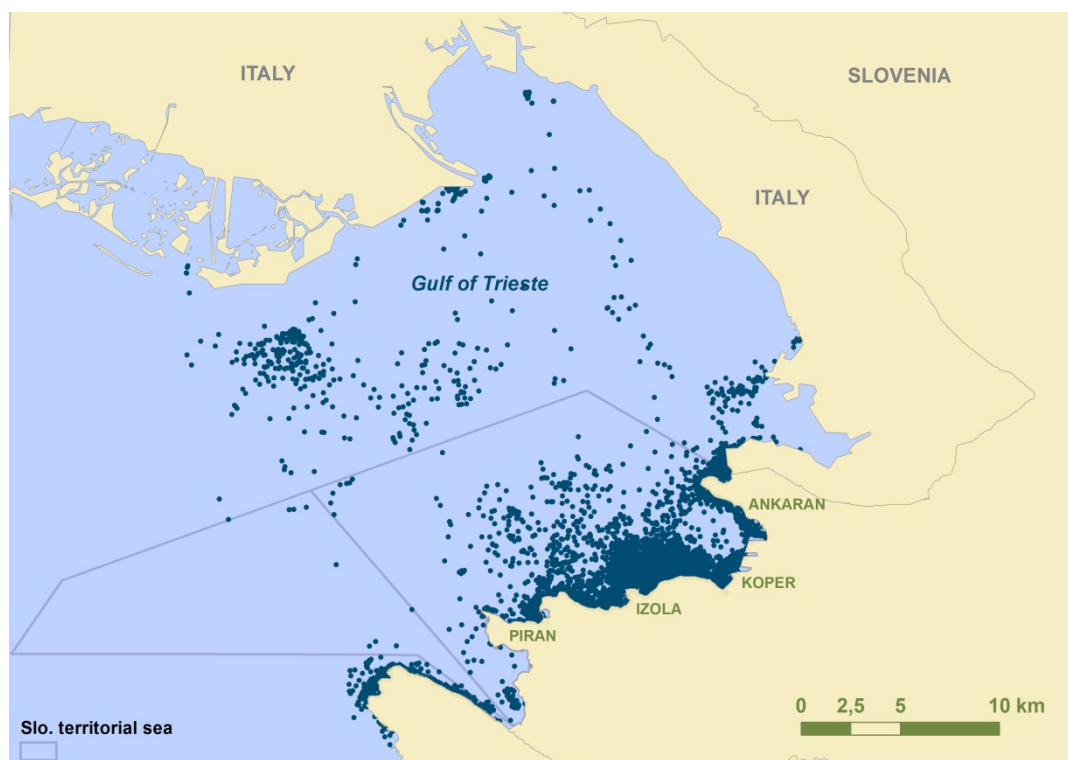 ITALY
SLOVENIA
ITALY
Gulf of Trieste
ANKARAN
KOPER
IZOLA
PIRAN
0 2,5 5 10 km
Slo. territorial sea